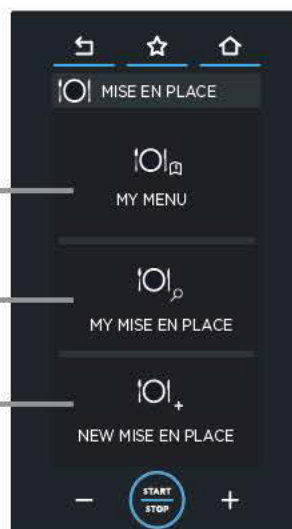 MISE EN PLACE
MY MENU
MY MISE EN PLACE
NEW MISE EN PLACE
START
STOP